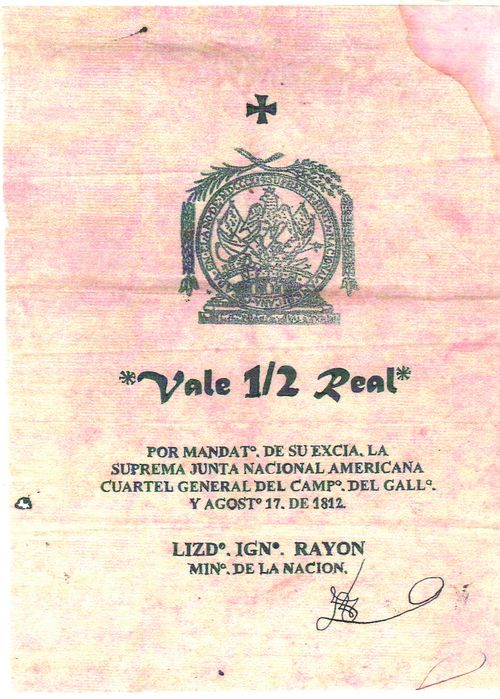 *Vale 1/2 Real*
POR MANDATº. DE SU EXCIA. LA
SUPREMA JUNTA NACIONAL AMERICANA
CUARTEL GENERAL DEL CAMPº. DEL GALLº.
Y AGOSTº 17. DE 1812.
LIZDº. IGNº. RAYON
MINº. DE LA NACION.